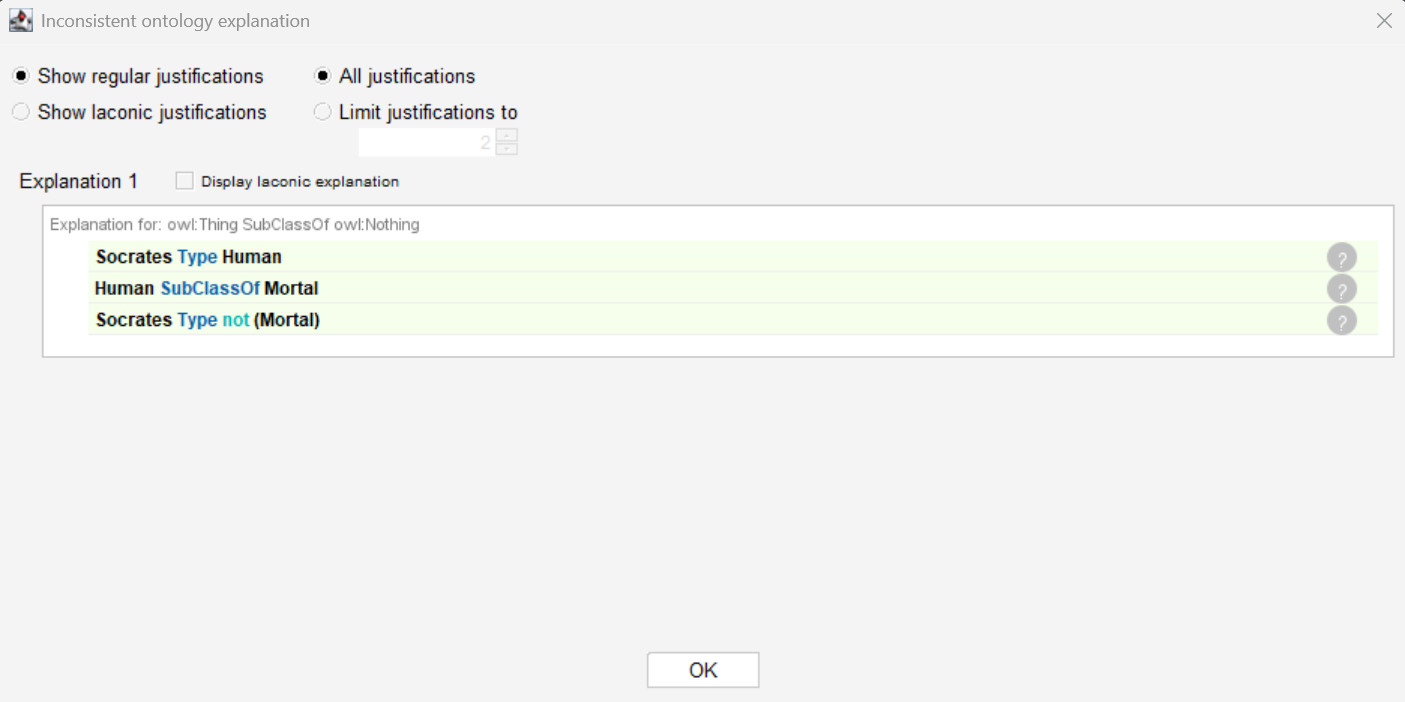 Inconsistent ontology explanation
Show regular justifications All justifications
Show laconic justifications Limit justifications to
2
Explanation 1 Display laconic explanation
Explanation for: owl:Thing SubClassOf owl:Nothing
Socrates Type Human ?
Human SubClassOf Mortal ?
Socrates Type not (Mortal) ?
OK